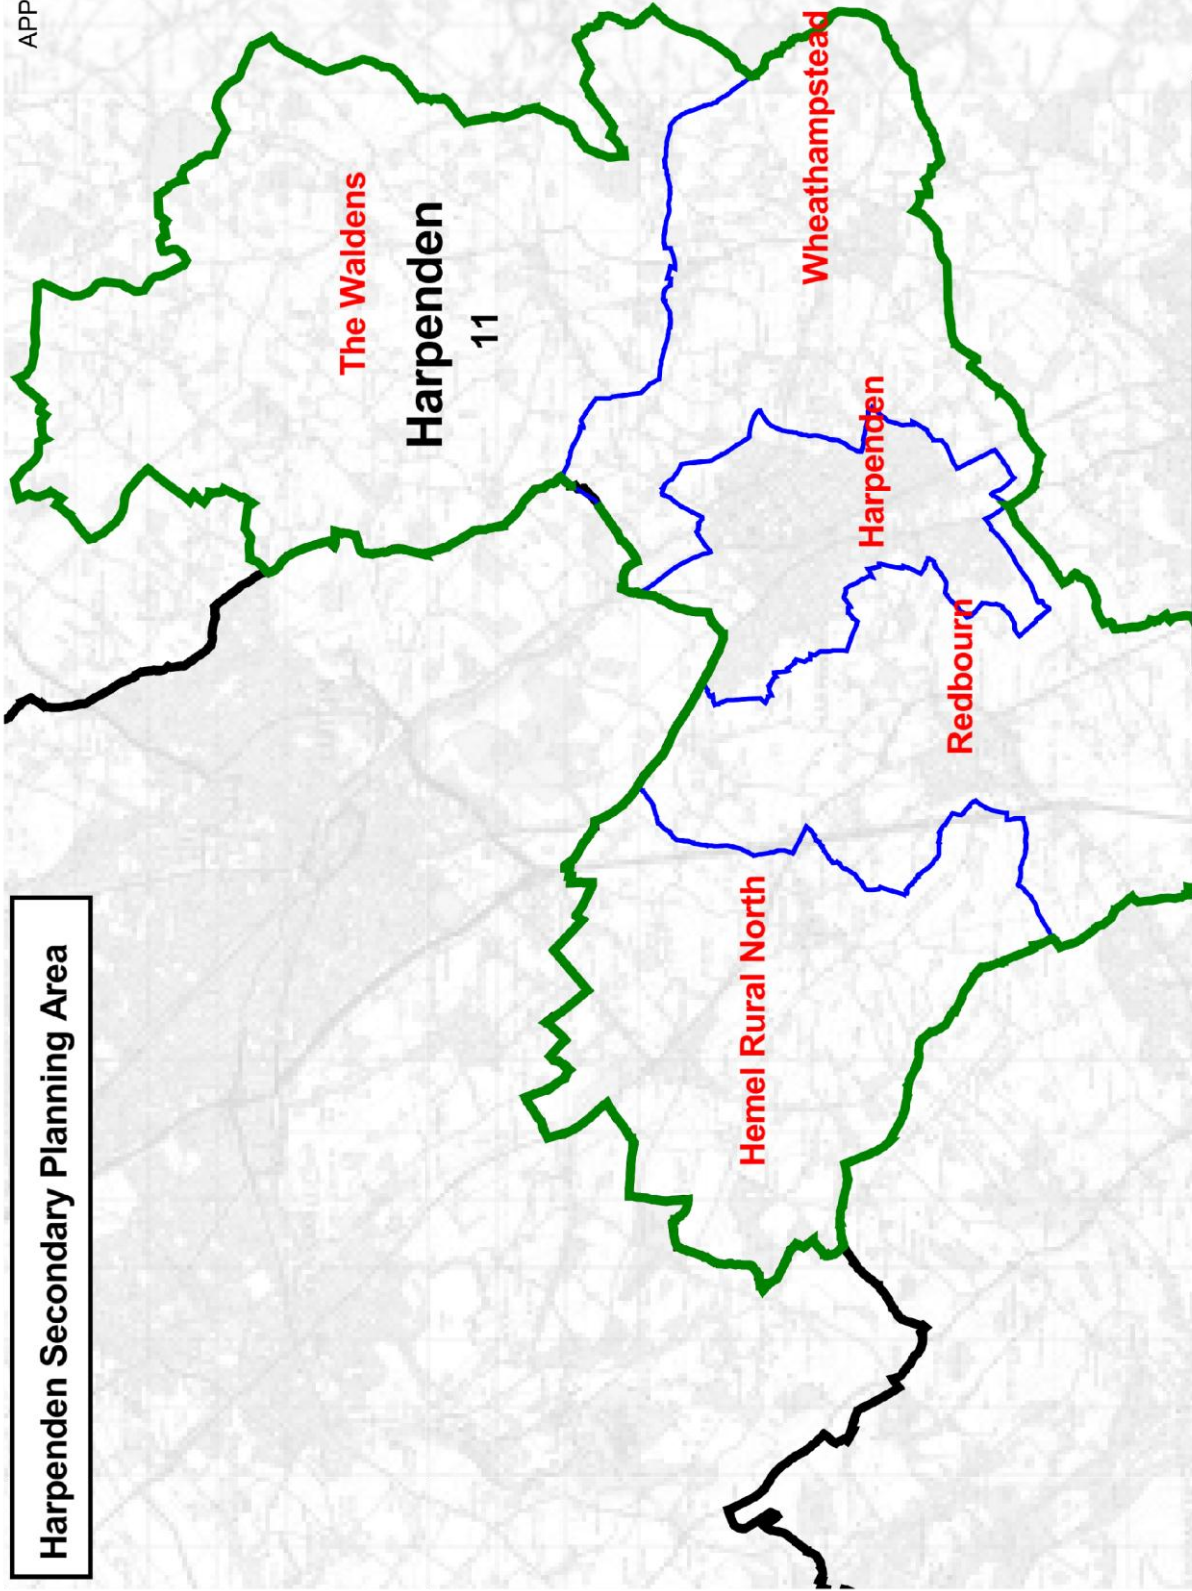 APP
Harpenden Secondary Planning Area
The Waldens
Harpenden
11
Wheathampstead
Harpenden
Redbourn
Hemel Rural North